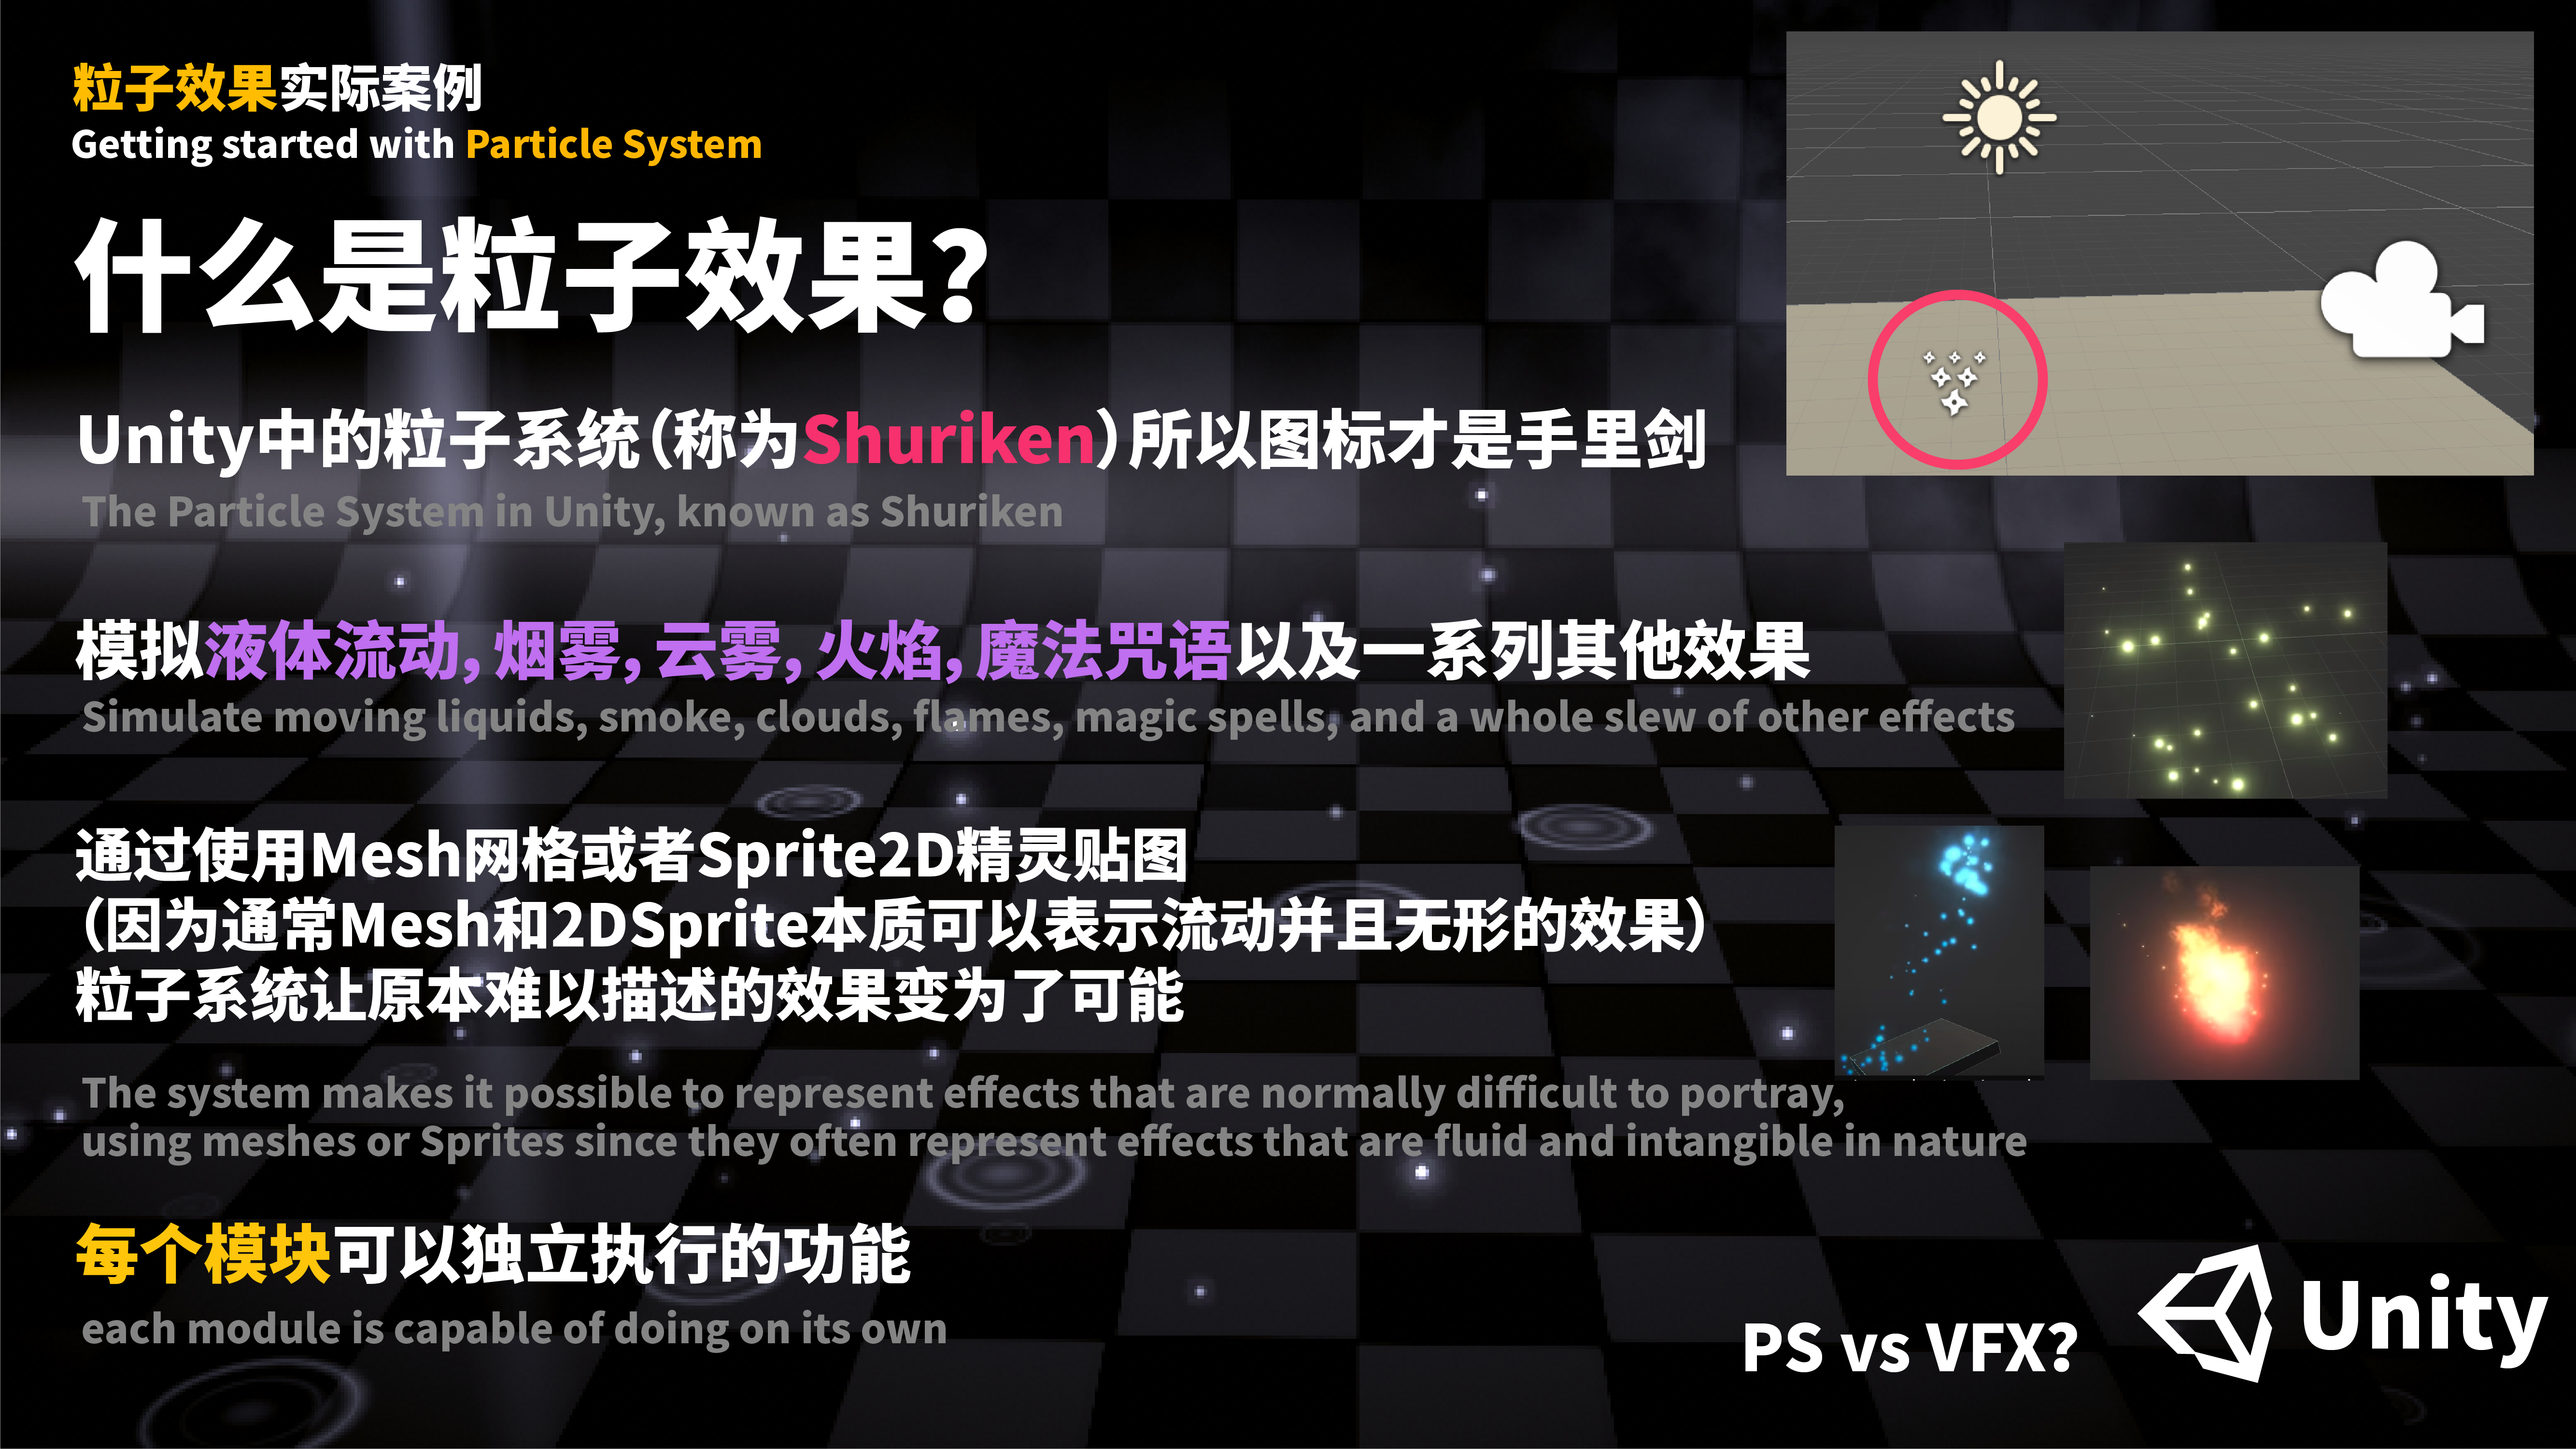 粒子效果实际案例
Getting started with Particle System
什么是粒子效果?
Unity中的粒子系统(称为Shuriken)所以图标才是手里剑
The Particle System in Unity, known as Shuriken
模拟液体流动, 烟雾, 云雾, 火焰, 魔法咒语以及一系列其他效果
Simulate moving liquids, smoke, clouds, flames, magic spells, and a whole slew of other effects
通过使用Mesh网格或者Sprite2D精灵贴图
(因为通常Mesh和2DSprite本质可以表示流动并且无形的效果)
粒子系统让原本难以描述的效果变为了可能
The system makes it possible to represent effects that are normally difficult to portray,
using meshes or Sprites since they often represent effects that are fluid and intangible in nature
每个模块可以独立执行的功能
each module is capable of doing on its own
PS vs VFX?
Unity